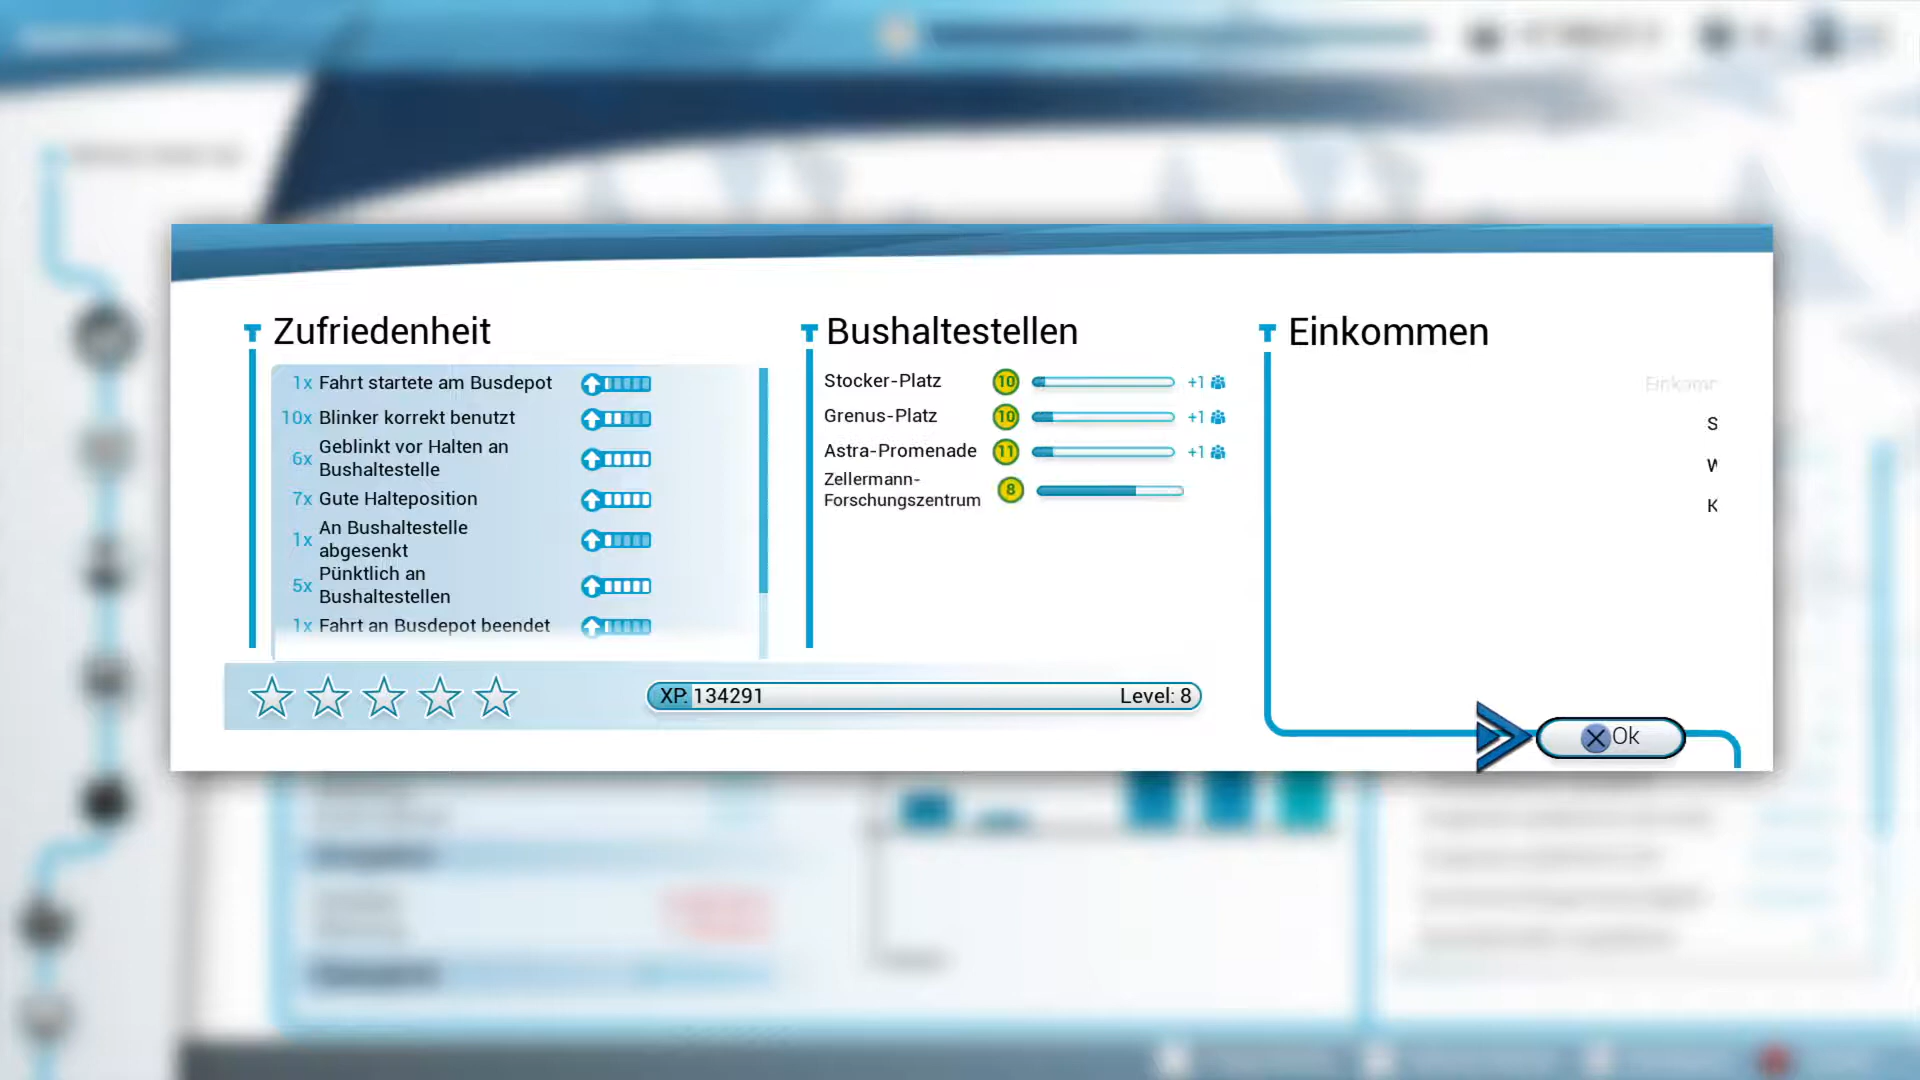 Zufriedenheit
1x Fahrt startete am Busdepot
10x Blinker korrekt benutzt
6x Geblinkt vor Halten an
Bushaltestelle
7x Gute Halteposition
1x An Bushaltestelle
abgesenkt
5x Pünktlich an
Bushaltestellen
1x Fahrt an Busdepot beendet
Bushaltestellen
Stocker-Platz 10 +1
Grenus-Platz 10 +1
Astra-Promenade 11 +1
Zellermann-
Forschungszentrum 8
Einkommen
S
W
K
XP: 134291 Level: 8
Ok